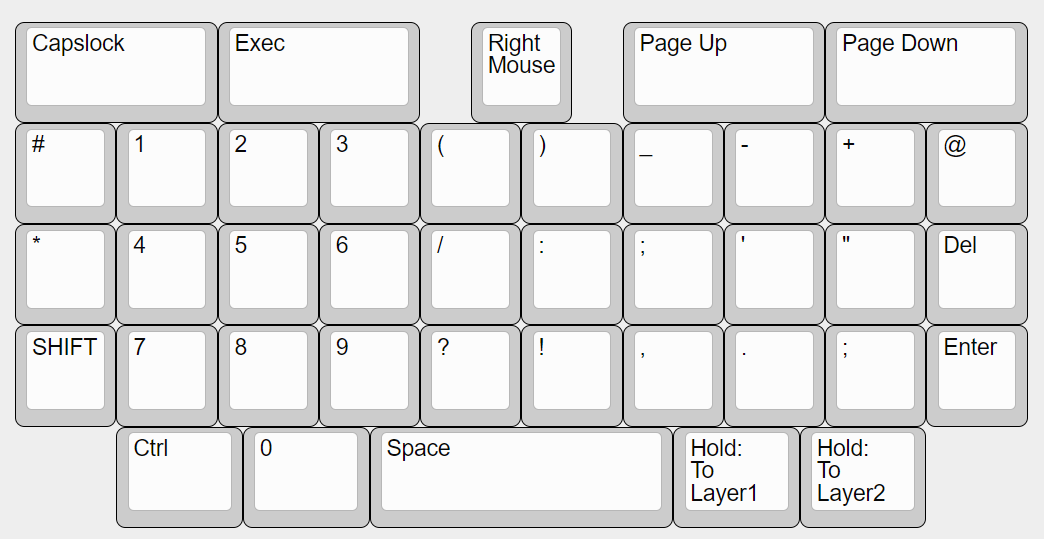 Capslock Exec Right Mouse Page Up Page Down
# 1 2 3 ( ) _ - + @
* 4 5 6 / : ; ' " Del
SHIFT 7 8 9 ? ! , . ; Enter
Ctrl 0 Space Hold: To Layer1 Hold: To Layer2